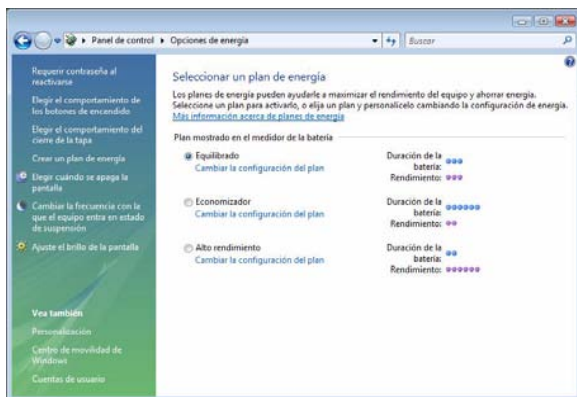 Panel de control ▸ Opciones de energía
Buscar
Requerir contraseña al
reactivarse
Elegir el comportamiento de
los botones de encendido
Elegir el comportamiento del
cierre de la tapa
Crear un plan de energía
Elegir cuándo se apaga la
pantalla
Cambiar la frecuencia con la
que el equipo entra en estado
de suspensión
Ajuste el brillo de la pantalla
Vea también
Personalización
Centro de movilidad de
Windows
Cuentas de usuario
Seleccionar un plan de energía
Los planes de energía pueden ayudarle a maximizar el rendimiento del equipo y ahorrar energía.
Seleccione un plan para activarlo, o elija un plan y personalícelo cambiando la configuración de energía.
Más información acerca de planes de energía
Plan mostrado en el medidor de la batería
Equilibrado
Cambiar la configuración del plan
Duración de la
batería:
Rendimiento:
Economizador
Cambiar la configuración del plan
Duración de la
batería:
Rendimiento:
Alto rendimiento
Cambiar la configuración del plan
Duración de la
batería:
Rendimiento: